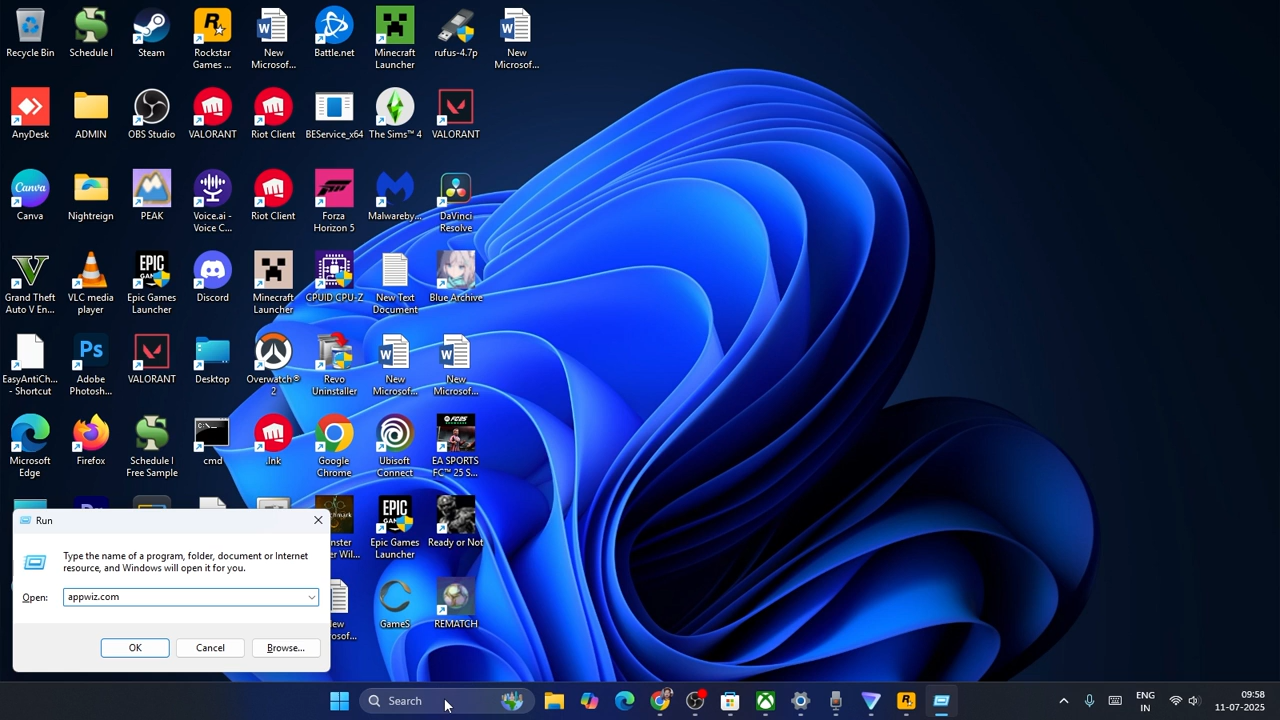 Recycle Bin
Schedule I
Steam
Rockstar
Games ...
New
Microsof...
Battle.net
Minecraft
Launcher
rufus-4.7p
New
Microsof...
AnyDesk
ADMIN
OBS Studio
VALORANT
Riot Client
BEService_x64
The Sims™ 4
VALORANT
Canva
Canva
Nightreign
PEAK
Voice.ai -
Voice C...
Riot Client
Forza
Horizon 5
Malwareby...
DaVinci
Resolve
Grand Theft
Auto V En...
VLC media
player
EPIC
GAMES
Epic Games
Launcher
Discord
Minecraft
Launcher
CPUID CPU-Z
New Text
Document
Blue Archive
EasyAntiCh...
- Shortcut
Ps
Adobe
Photosh...
VALORANT
Desktop
Overwatch®
2
Revo
Uninstaller
New
Microsof...
New
Microsof...
Microsoft
Edge
Firefox
Schedule I
Free Sample
cmd
.lnk
Google
Chrome
Ubisoft
Connect
EA SPORTS
FC™ 25 S...
Epic Games
Launcher
Ready or Not
GameS
REMATCH
Run
Type the name of a program, folder, document or Internet
resource, and Windows will open it for you.
Open:
appwiz.com
OK
Cancel
Browse...
Search
ENG
IN
09:58
11-07-2025